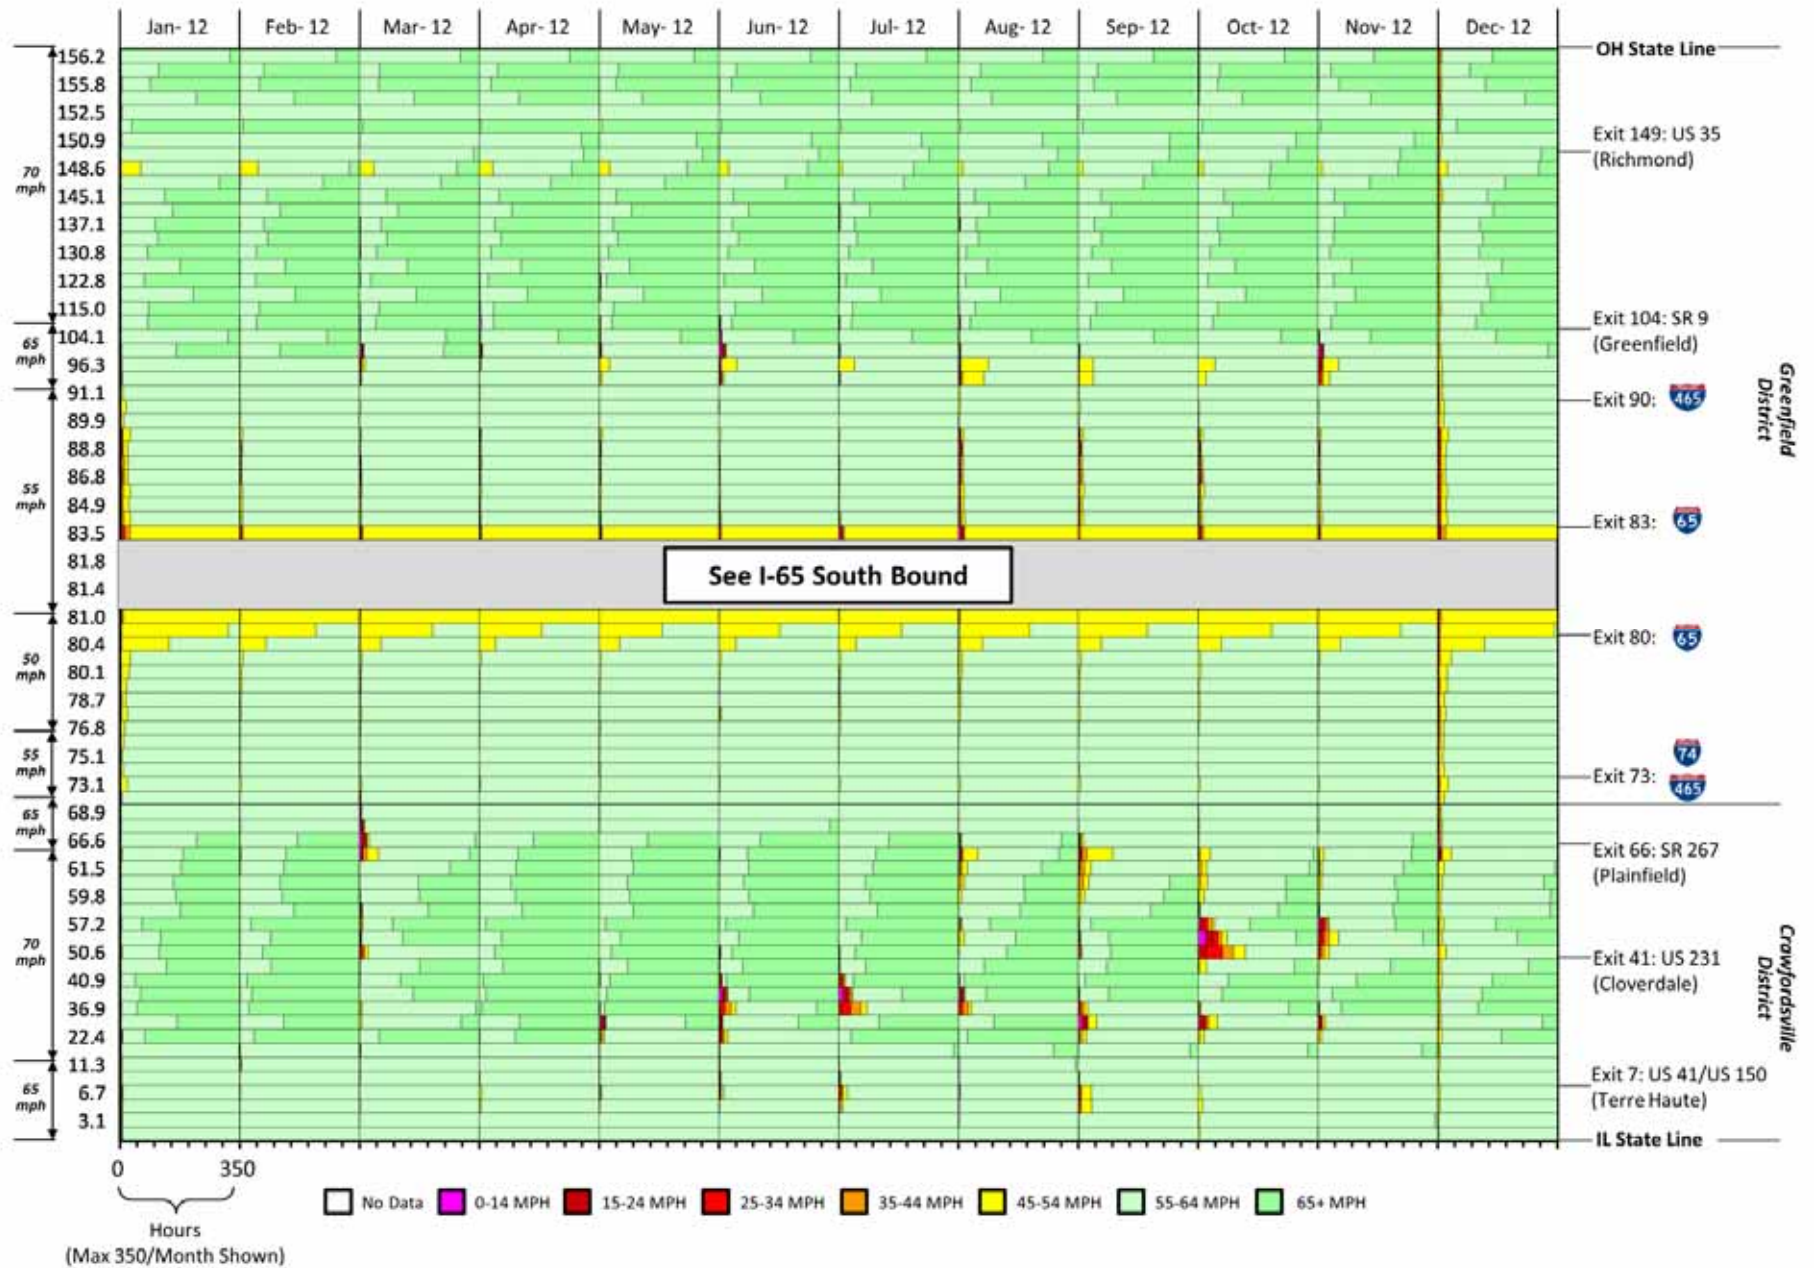 Jan- 12 Feb- 12 Mar- 12 Apr- 12 May- 12 Jun- 12 Jul- 12 Aug- 12 Sep- 12 Oct- 12 Nov- 12 Dec- 12
70
mph
65
mph
55
mph
50
mph
55
mph
65
mph
70
mph
65
mph
156.2
155.8
152.5
150.9
148.6
145.1
137.1
130.8
122.8
115.0
104.1
96.3
91.1
89.9
88.8
86.8
84.9
83.5
81.8
81.4
81.0
80.4
80.1
78.7
76.8
75.1
73.1
68.9
66.6
61.5
59.8
57.2
50.6
40.9
36.9
22.4
11.3
6.7
3.1
See I-65 South Bound
OH State Line
Exit 149: US 35
(Richmond)
Exit 104: SR 9
(Greenfield)
Exit 90: 465
Exit 83: 65
Exit 80: 65
74
Exit 73: 465
Exit 66: SR 267
(Plainfield)
Exit 41: US 231
(Cloverdale)
Exit 7: US 41/US 150
(Terre Haute)
IL State Line
Greenfield
District
Crawfordsville
District
0 350
Hours
(Max 350/Month Shown)
No Data 0-14 MPH 15-24 MPH 25-34 MPH 35-44 MPH 45-54 MPH 55-64 MPH 65+ MPH